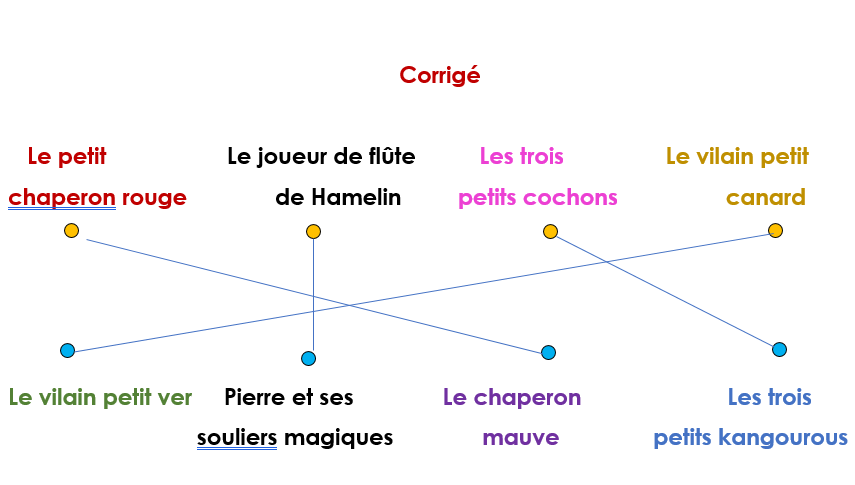 Corrigé
Le petit
chaperon rouge
Le joueur de flûte
de Hamelin
Les trois
petits cochons
Le vilain petit
canard
Le vilain petit ver
Pierre et ses
souliers magiques
Le chaperon
mauve
Les trois
petits kangourous